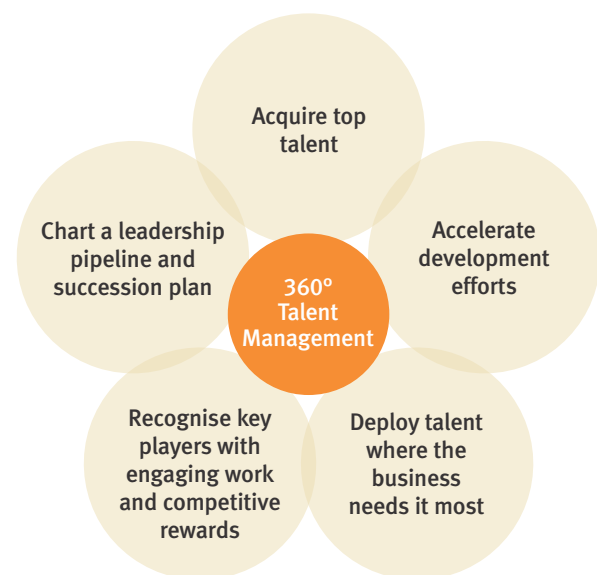 Acquire top
talent
Accelerate
development
efforts
Deploy talent
where the
business
needs it most
Recognise key
players with
engaging work
and competitive
rewards
Chart a leadership
pipeline and
succession plan
360º
Talent
Management